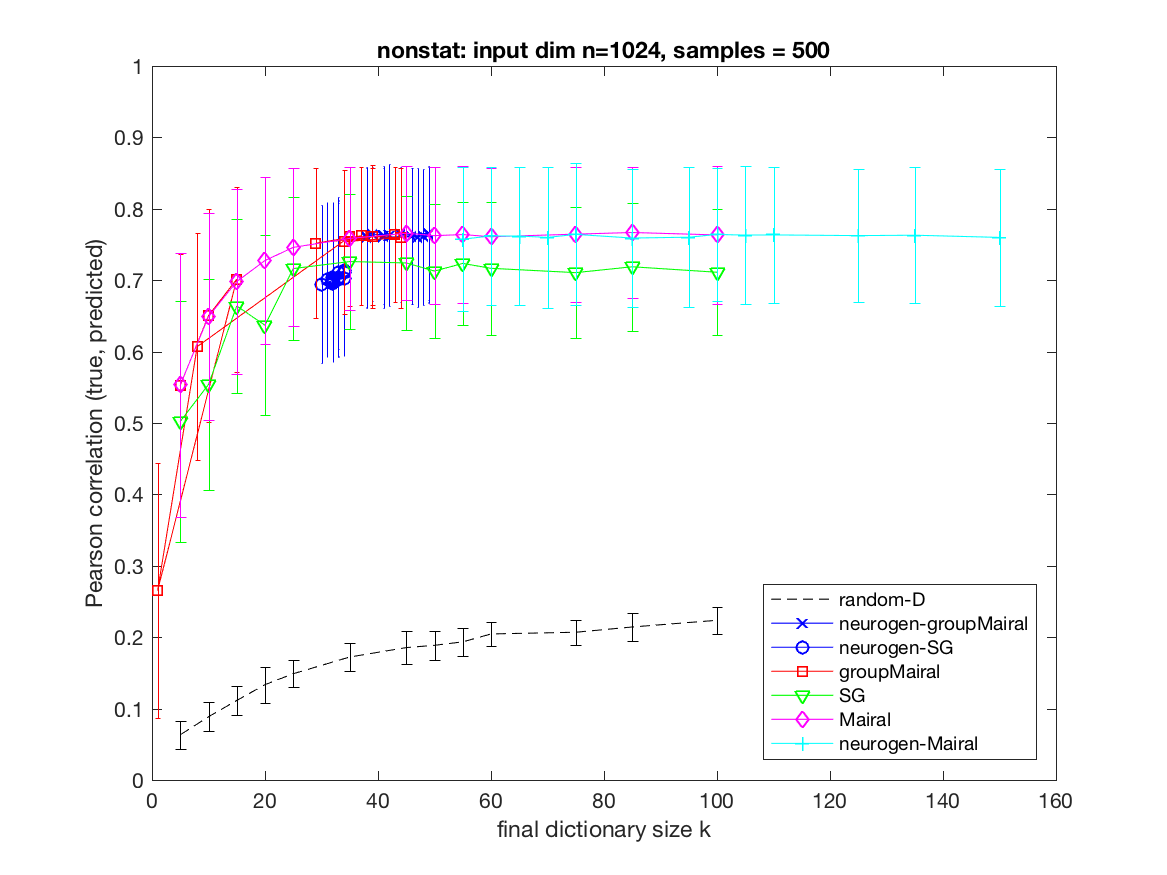 nonstat: input dim n=1024, samples = 500
1
0.9
0.8
0.7
0.6
0.5
0.4
0.3
0.2
0.1
0
Pearson correlation (true, predicted)
random-D
neurogen-groupMairal
neurogen-SG
groupMairal
SG
Mairal
neurogen-Mairal
0 20 40 60 80 100 120 140 160
final dictionary size k